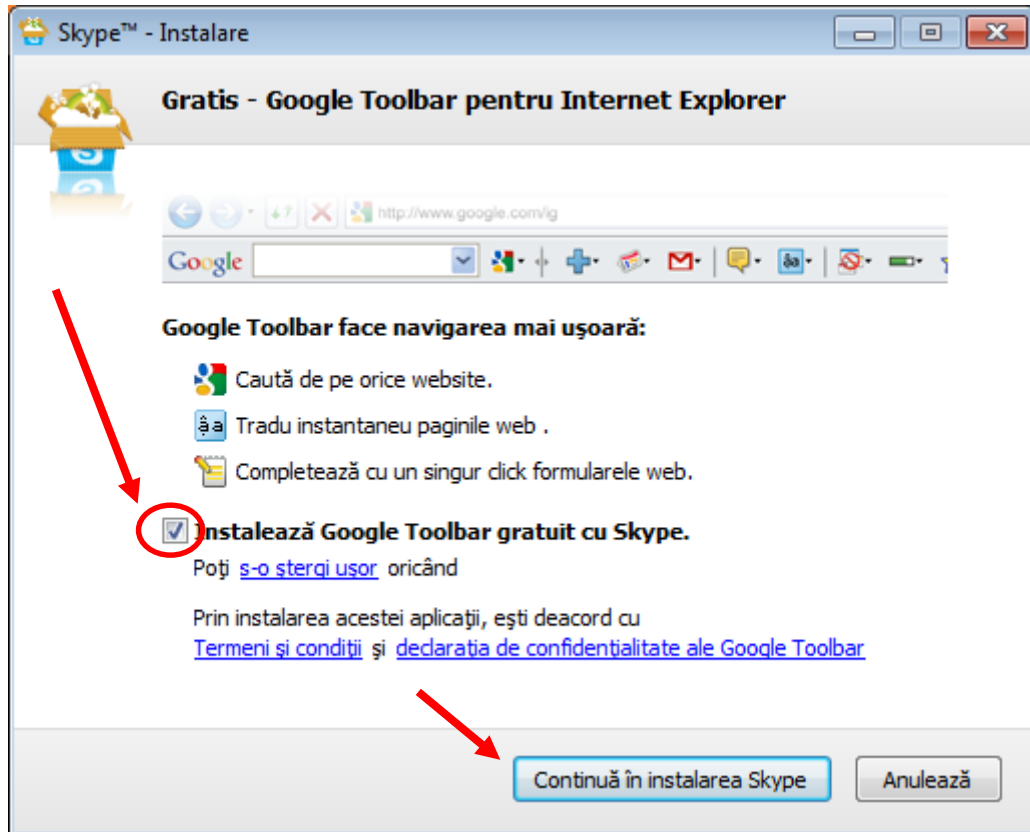 Skype™ - Instalare
Gratis - Google Toolbar pentru Internet Explorer
http://www.google.com/ig
Google
Google Toolbar face navigarea mai uşoară:
Caută de pe orice website.
Tradu instantaneu paginile web .
Completează cu un singur click formularele web.
Instalează Google Toolbar gratuit cu Skype.
Poţi s-o ştergi uşor oricând
Prin instalarea acestei aplicaţii, eşti deacord cu
Termeni şi condiţii şi declaraţia de confidenţialitate ale Google Toolbar
Continuă în instalarea Skype Anulează